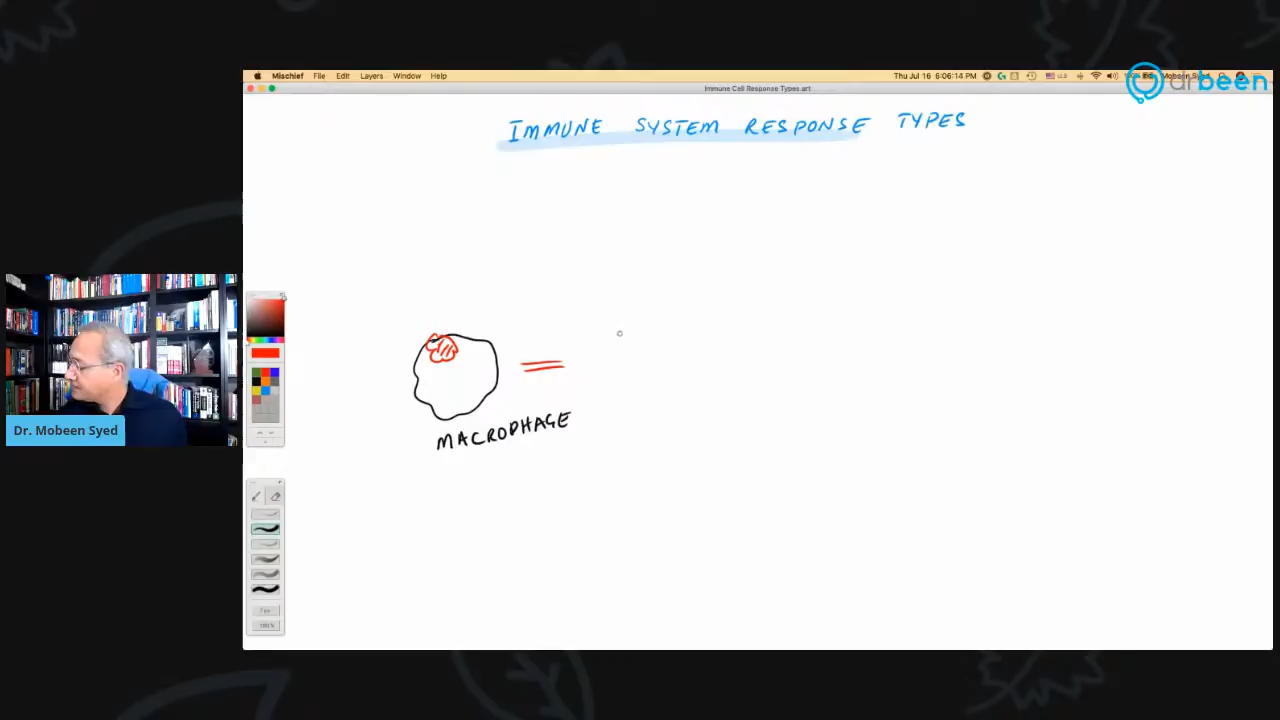 Mischief File Edit Layers Window Help
Thu Jul 16 6:06:14 PM
drbeen
Immune Cell Response Types.art
IMMUNE SYSTEM RESPONSE TYPES
MACROPHAGE
Dr. Mobeen Syed
100%